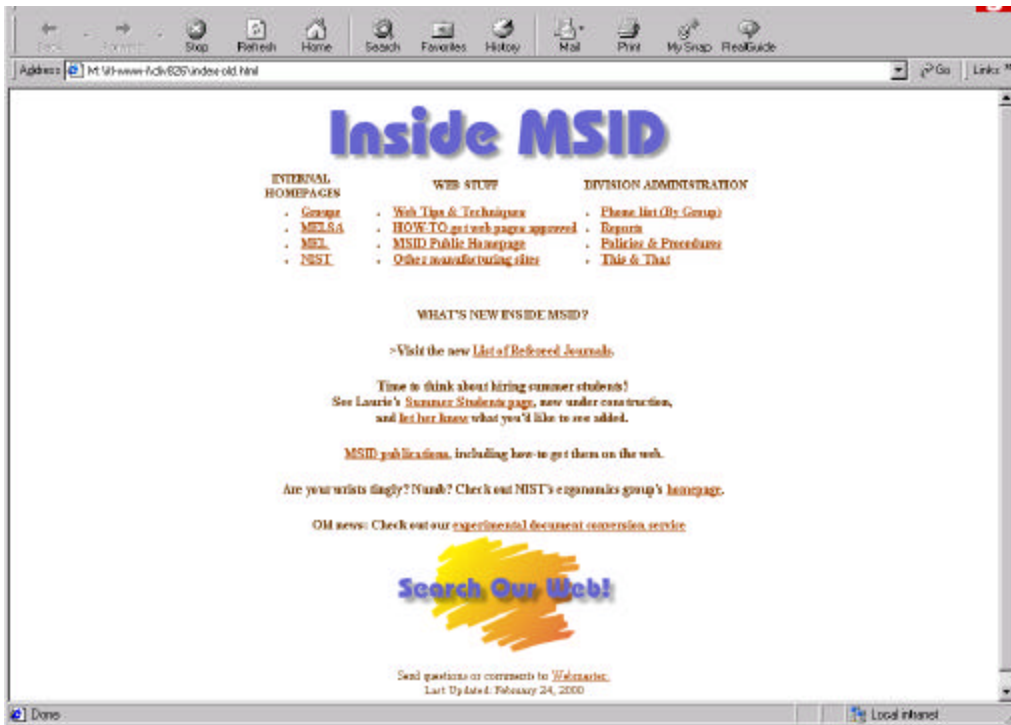 Back Forward Stop Refresh Home Search Favorites History Mail Print My Snap RealGuide
Address Go Links »
Inside MSID
INTERNAL HOMEPAGES
Groups
MELSA
MEL
NIST
WEB STUFF
Web Tips & Techniques
HOW-TO get web pages approved
MSID Public Homepage
Other manufacturing sites
DIVISION ADMINISTRATION
Phone list (By Group)
Reports
Policies & Procedures
This & That
WHAT'S NEW INSIDE MSID?
>Visit the new List of Refereed Journals.
Time to think about hiring summer students!
See Laurie's Summer Students page, now under construction,
and let her know what you'd like to see added.
MSID publications, including how-to get them on the web.
Are your wrists tingly? Numb? Check out NIST's ergonomics group's homepage.
Old news: Check out our experimental document conversion service
Search Our Web!
Send questions or comments to Webmaster.
Last Updated: February 24, 2000
Done Local intranet